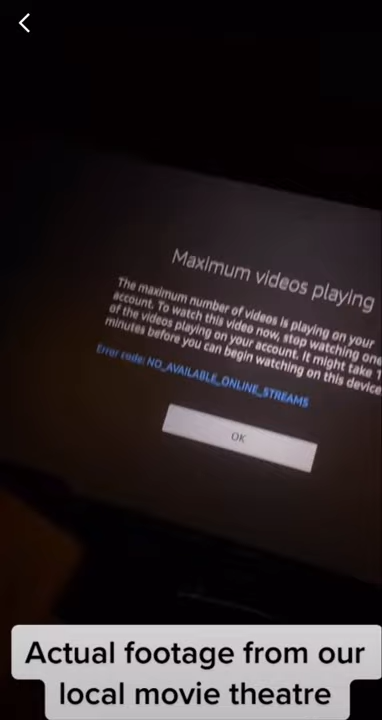 Maximum videos playing
The maximum number of videos is playing on your
account. To watch this video now, stop watching one
of the videos playing on your account. It might take 1
minutes before you can begin watching on this device
Error code: NO_AVAILABLE_ONLINE_STREAMS
OK
Actual footage from our
local movie theatre